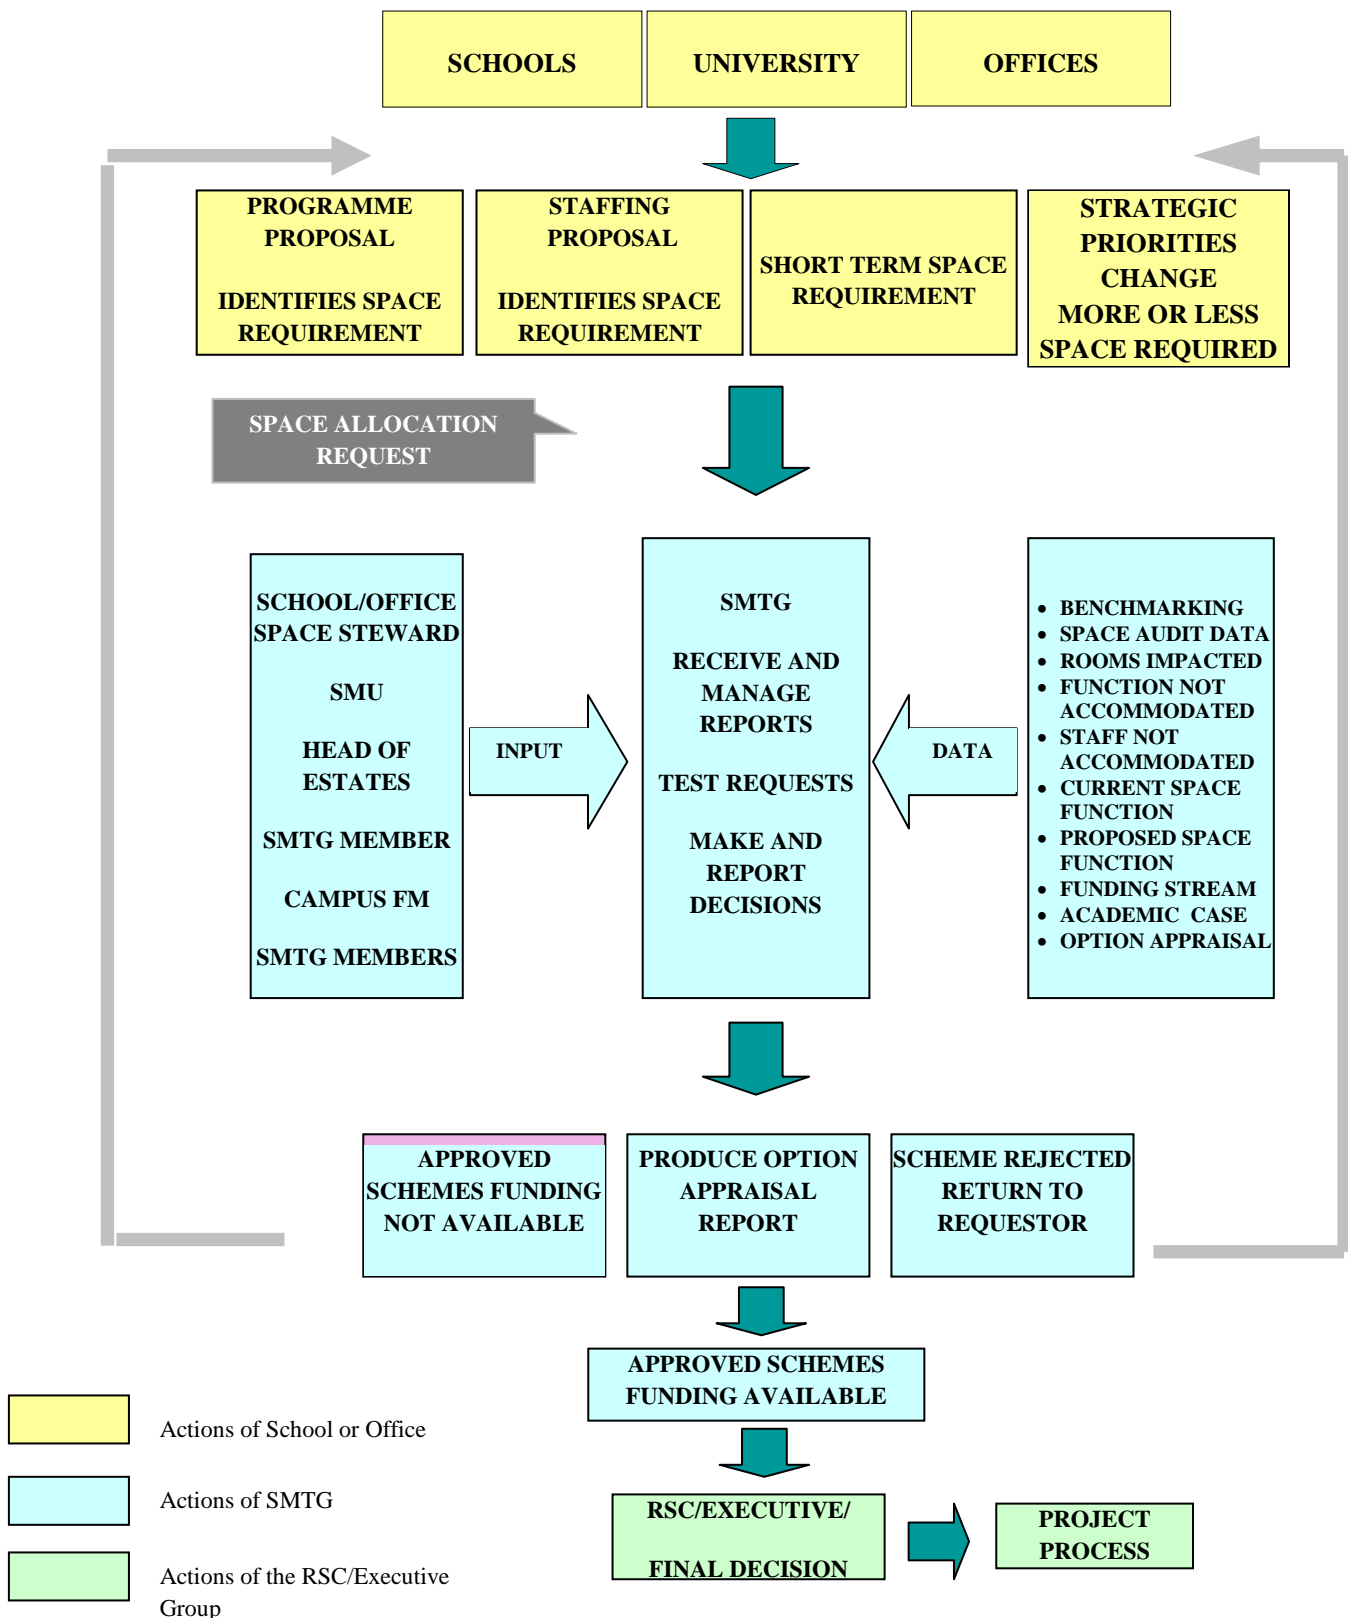 SCHOOLS
UNIVERSITY
OFFICES
PROGRAMME
PROPOSAL
IDENTIFIES SPACE
REQUIREMENT
STAFFING
PROPOSAL
IDENTIFIES SPACE
REQUIREMENT
SHORT TERM SPACE
REQUIREMENT
STRATEGIC
PRIORITIES
CHANGE
MORE OR LESS
SPACE REQUIRED
SPACE ALLOCATION
REQUEST
SCHOOL/OFFICE
SPACE STEWARD
SMU
HEAD OF
ESTATES
SMTG MEMBER
CAMPUS FM
SMTG MEMBERS
INPUT
SMTG
RECEIVE AND
MANAGE
REPORTS
TEST REQUESTS
MAKE AND
REPORT
DECISIONS
DATA
• BENCHMARKING
• SPACE AUDIT DATA
• ROOMS IMPACTED
• FUNCTION NOT
ACCOMMODATED
• STAFF NOT
ACCOMMODATED
• CURRENT SPACE
FUNCTION
• PROPOSED SPACE
FUNCTION
• FUNDING STREAM
• ACADEMIC CASE
• OPTION APPRAISAL
APPROVED
SCHEMES FUNDING
NOT AVAILABLE
PRODUCE OPTION
APPRAISAL
REPORT
SCHEME REJECTED
RETURN TO
REQUESTOR
APPROVED SCHEMES
FUNDING AVAILABLE
RSC/EXECUTIVE/
FINAL DECISION
PROJECT
PROCESS
Actions of School or Office
Actions of SMTG
Actions of the RSC/Executive
Group